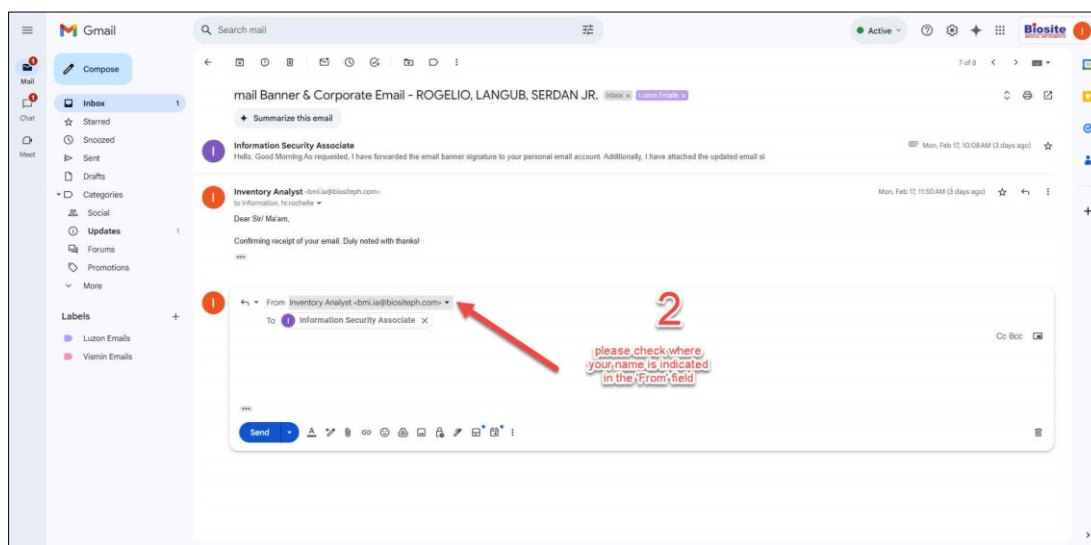 Gmail
Search mail
Active
Biosite
MEDICAL INSTRUMENTS
I
1
Mail
Compose
7 of 8
Chat
Inbox 1
Meet
Starred
Snoozed
Sent
Drafts
Categories
Social
Updates 1
Forums
Promotions
More
Labels +
Luzon Emails
Vismin Emails
mail Banner & Corporate Email - ROGELIO, LANGUB, SERDAN JR. Inbox x Luzon Emails x
Summarize this email
I
Information Security Associate
Mon, Feb 17, 10:08 AM (3 days ago)
Hello, Good Morning As requested, I have forwarded the email banner signature to your personal email account. Additionally, I have attached the updated email si
I
Inventory Analyst <bmi.ia@biositeph.com>
Mon, Feb 17, 11:50 AM (3 days ago)
to Information, hr.rochelle
Dear Sir/ Ma'am,
Confirming receipt of your email. Duly noted with thanks!
I
From Inventory Analyst <bmi.ia@biositeph.com>
To I Information Security Associate X
Cc Bcc
2
please check where
your name is indicated
in the 'From' field
Send